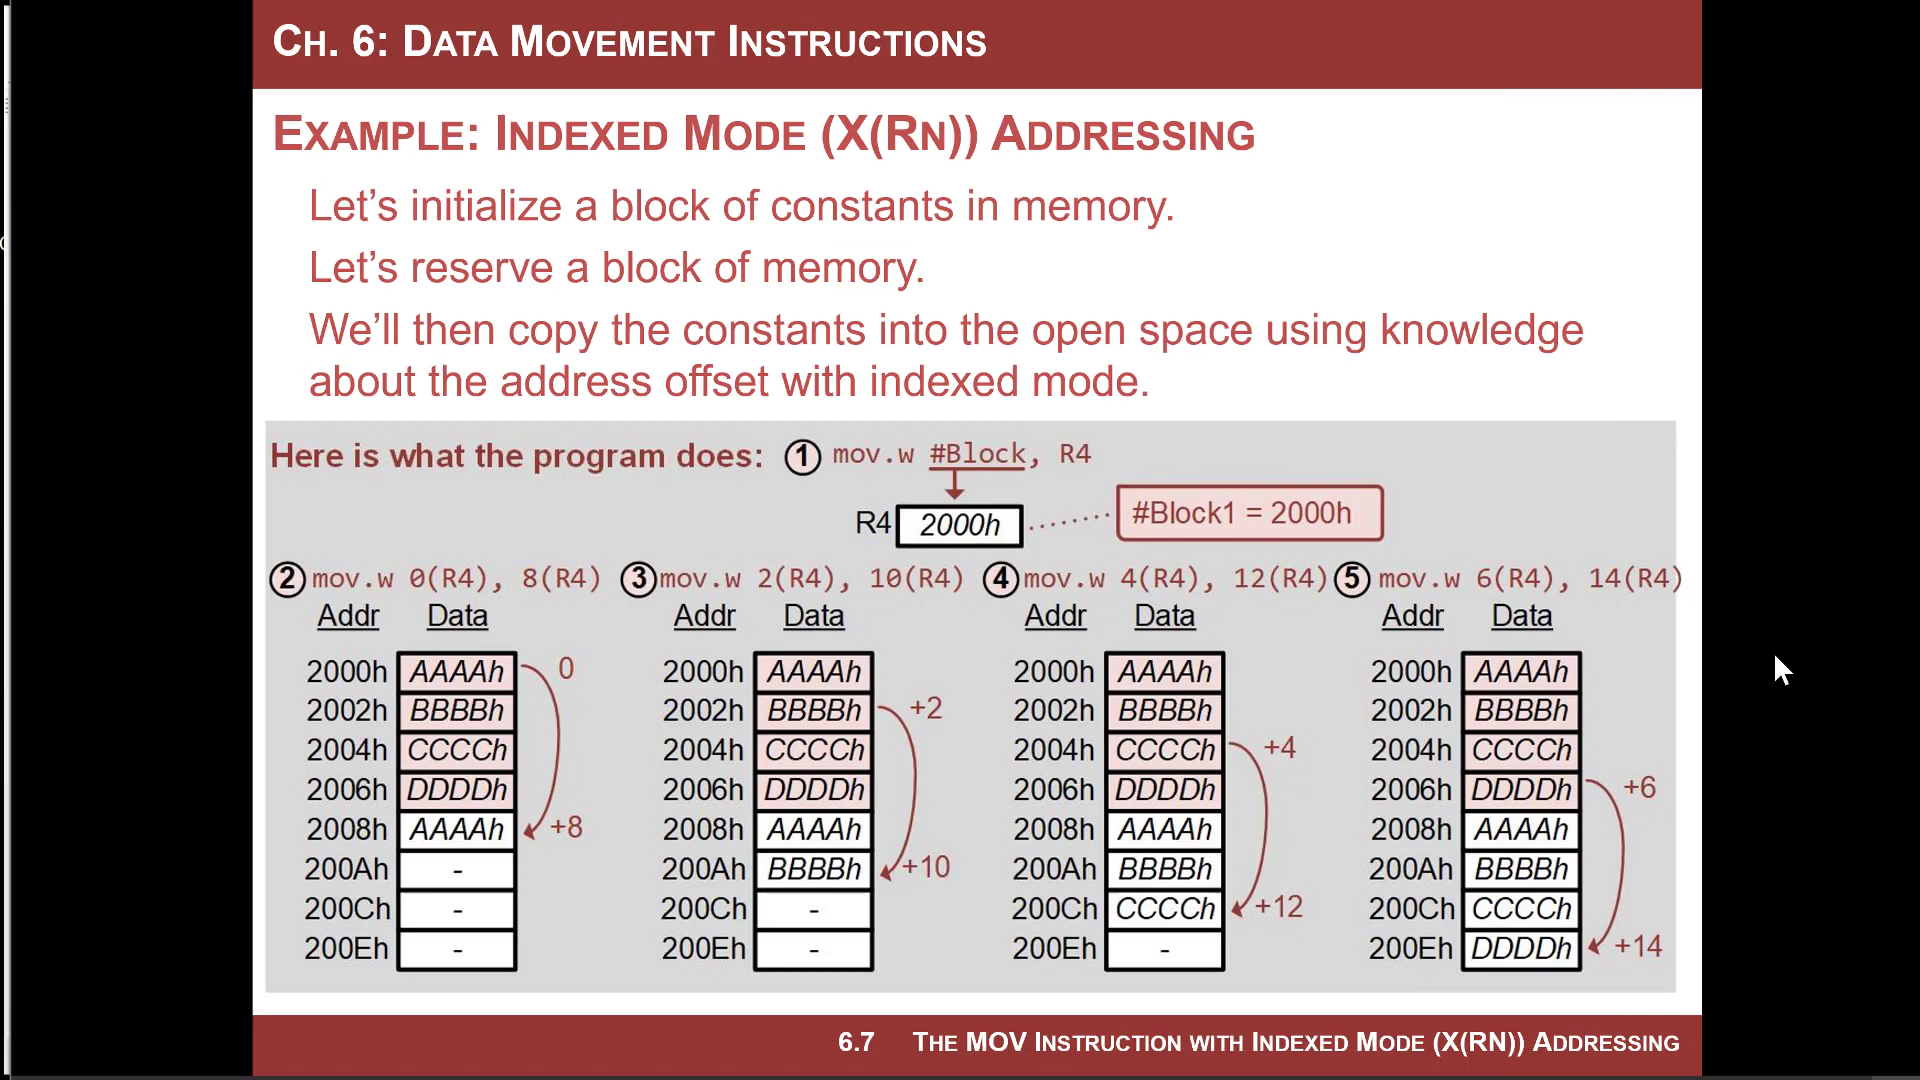 CH. 6: DATA MOVEMENT INSTRUCTIONS
EXAMPLE: INDEXED MODE (X(RN)) ADDRESSING
Let's initialize a block of constants in memory.
Let's reserve a block of memory.
We'll then copy the constants into the open space using knowledge
about the address offset with indexed mode.
Here is what the program does: 1 mov.w #Block, R4
R4 2000h #Block1 = 2000h
2 mov.w 0(R4), 8(R4) 3 mov.w 2(R4), 10(R4) 4 mov.w 4(R4), 12(R4) 5 mov.w 6(R4), 14(R4)
Addr Data Addr Data Addr Data Addr Data
2000h AAAAh 0 2000h AAAAh 2000h AAAAh 2000h AAAAh
2002h BBBBh 2002h BBBBh +2 2002h BBBBh 2002h BBBBh
2004h CCCCh 2004h CCCCh 2004h CCCCh +4 2004h CCCCh
2006h DDDDh 2006h DDDDh 2006h DDDDh 2006h DDDDh +6
2008h AAAAh +8 2008h AAAAh 2008h AAAAh 2008h AAAAh
200Ah - 200Ah BBBBh +10 200Ah BBBBh 200Ah BBBBh
200Ch - 200Ch - 200Ch CCCCh +12 200Ch CCCCh
200Eh - 200Eh - 200Eh - 200Eh DDDDh +14
6.7 THE MOV INSTRUCTION WITH INDEXED MODE (X(RN)) ADDRESSING